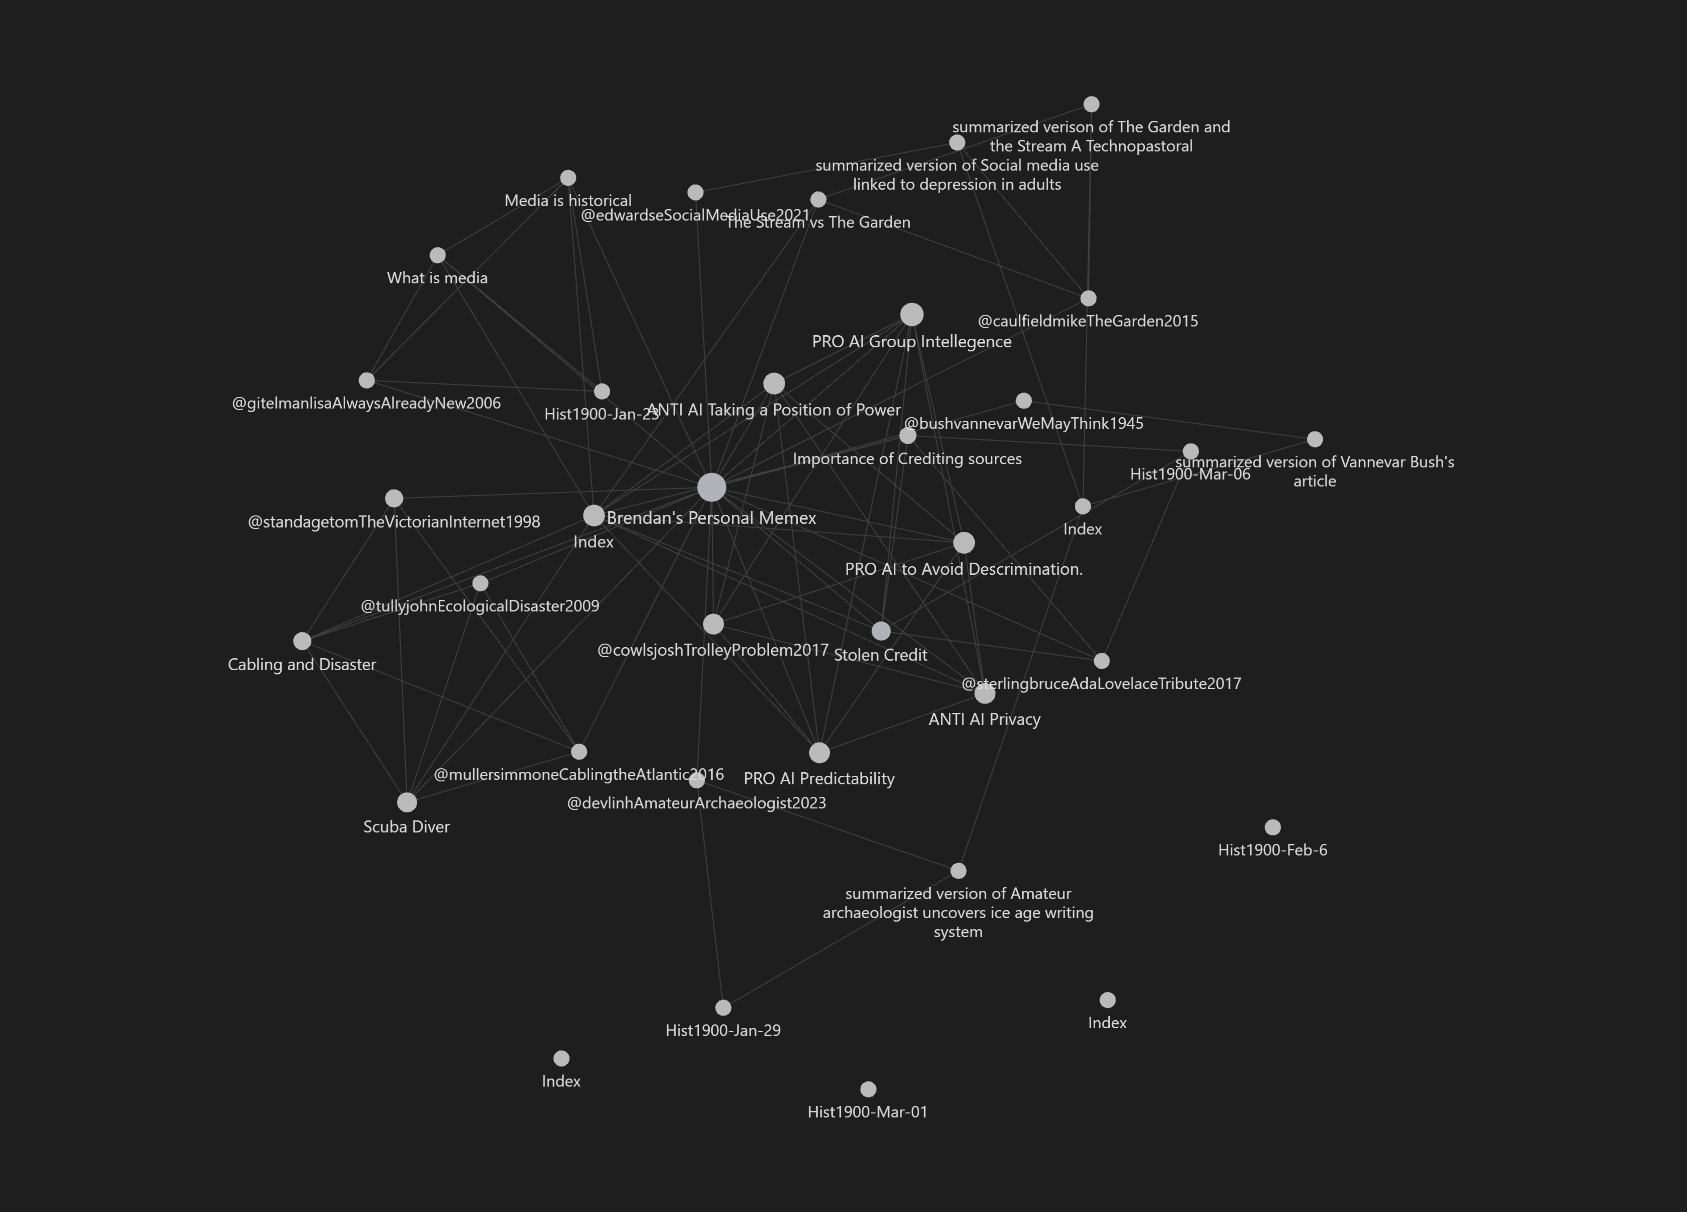 summarized verison of The Garden and
the Stream A Technopastoral
summarized version of Social media use
linked to depression in adults
Media is historical
@edwardseSocialMediaUse2021
The Stream vs The Garden
What is media
@caulfieldmikeTheGarden2015
PRO AI Group Intellegence
@gitelmanlisaAlwaysAlreadyNew2006
Hist1900-Jan-23
ANTI AI Taking a Position of Power
@bushvannevarWeMayThink1945
Importance of Crediting sources
summarized version of Vannevar Bush's
article
Hist1900-Mar-06
@standagetomTheVictorianInternet1998
Brendan's Personal Memex
Index
Index
PRO AI to Avoid Descrimination.
@tullyjohnEcologicalDisaster2009
Cabling and Disaster
@cowlsjoshTrolleyProblem2017
Stolen Credit
@sterlingbruceAdaLovelaceTribute2017
ANTI AI Privacy
@mullersimmoneCablingtheAtlantic2016
PRO AI Predictability
@devlinhAmateurArchaeologist2023
Scuba Diver
Hist1900-Feb-6
summarized version of Amateur
archaeologist uncovers ice age writing
system
Hist1900-Jan-29
Index
Index
Hist1900-Mar-01